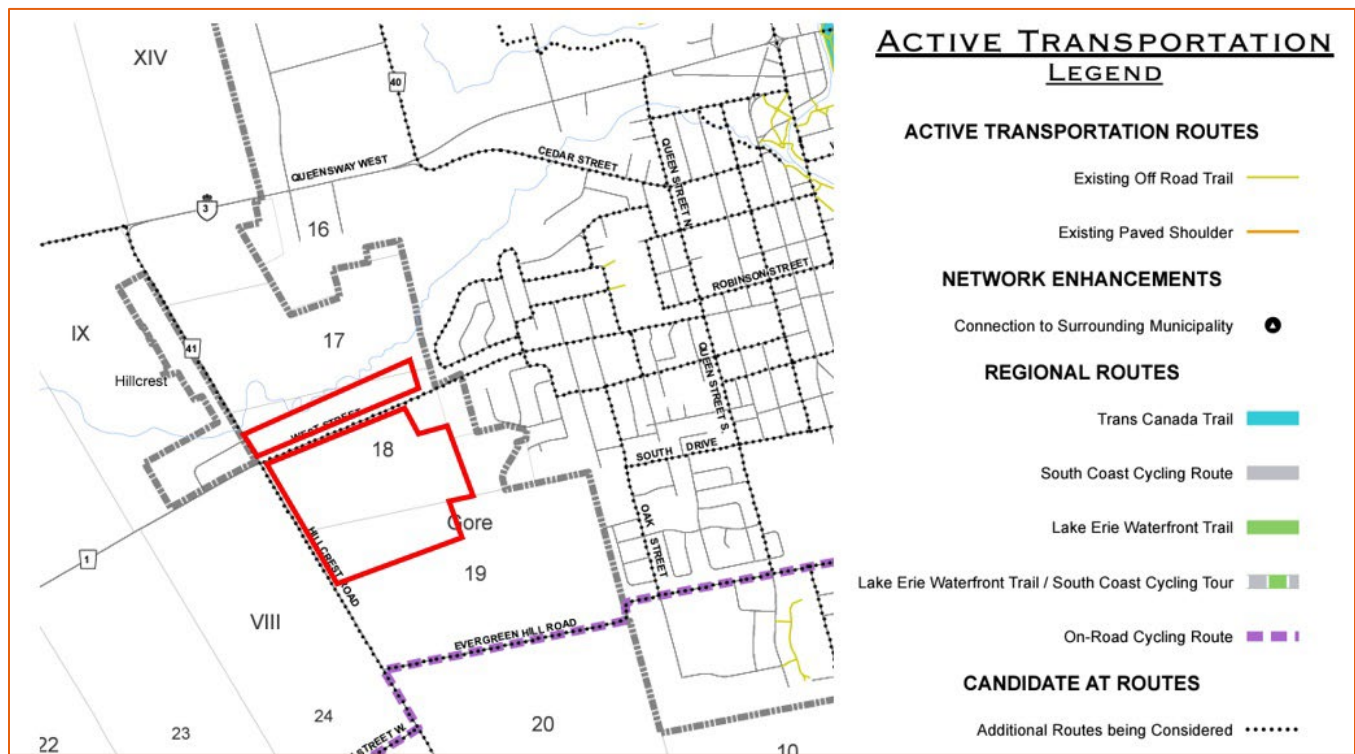 XIV
40
QUEENSWAY WEST
CEDAR STREET
QUEEN STREET N.
3
16
ROBINSON STREET
IX
17
41
Hillcrest
QUEEN STREET S.
WEST STREET
18
SOUTH DRIVE
Gore
OAK STREET
HILLCREST ROAD
1
19
VIII
EVERGREEN HILL ROAD
24
20
23
22
STREET W.
10
ACTIVE TRANSPORTATION
LEGEND
ACTIVE TRANSPORTATION ROUTES
Existing Off Road Trail
Existing Paved Shoulder
NETWORK ENHANCEMENTS
Connection to Surrounding Municipality
REGIONAL ROUTES
Trans Canada Trail
South Coast Cycling Route
Lake Erie Waterfront Trail
Lake Erie Waterfront Trail / South Coast Cycling Tour
On-Road Cycling Route
CANDIDATE AT ROUTES
Additional Routes being Considered